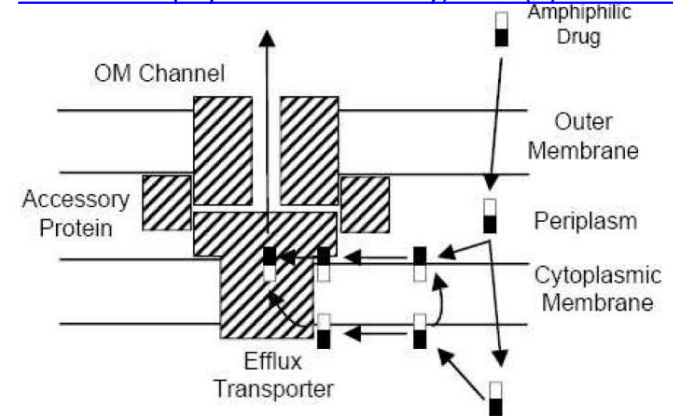 Amphiphilic
Drug
OM Channel
Outer
Membrane
Accessory
Protein
Periplasm
Cytoplasmic
Membrane
Efflux
Transporter